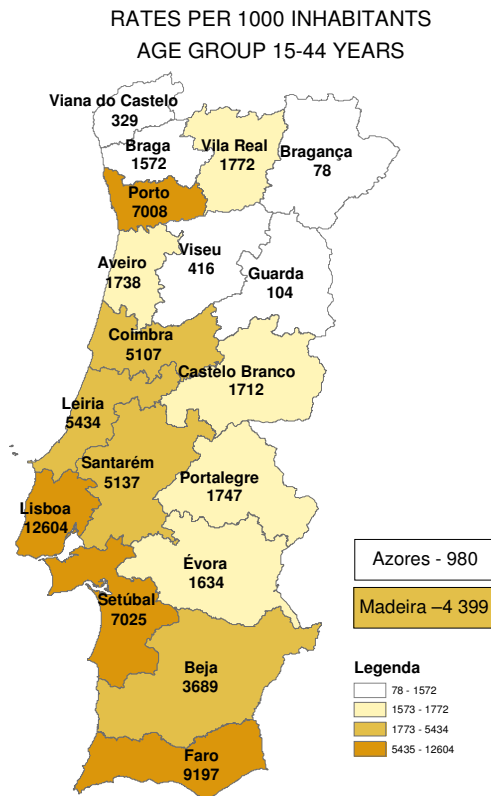 RATES PER 1000 INHABITANTS
AGE GROUP 15-44 YEARS
Viana do Castelo
329
Braga
1572
Vila Real
1772
Bragança
78
Porto
7008
Aveiro
1738
Viseu
416
Guarda
104
Coimbra
5107
Castelo Branco
1712
Leiria
5434
Santarém
5137
Portalegre
1747
Lisboa
12604
Évora
1634
Setúbal
7025
Beja
3689
Faro
9197
Azores - 980
Madeira –4 399
Legenda
78 - 1572
1573 - 1772
1773 - 5434
5435 - 12604